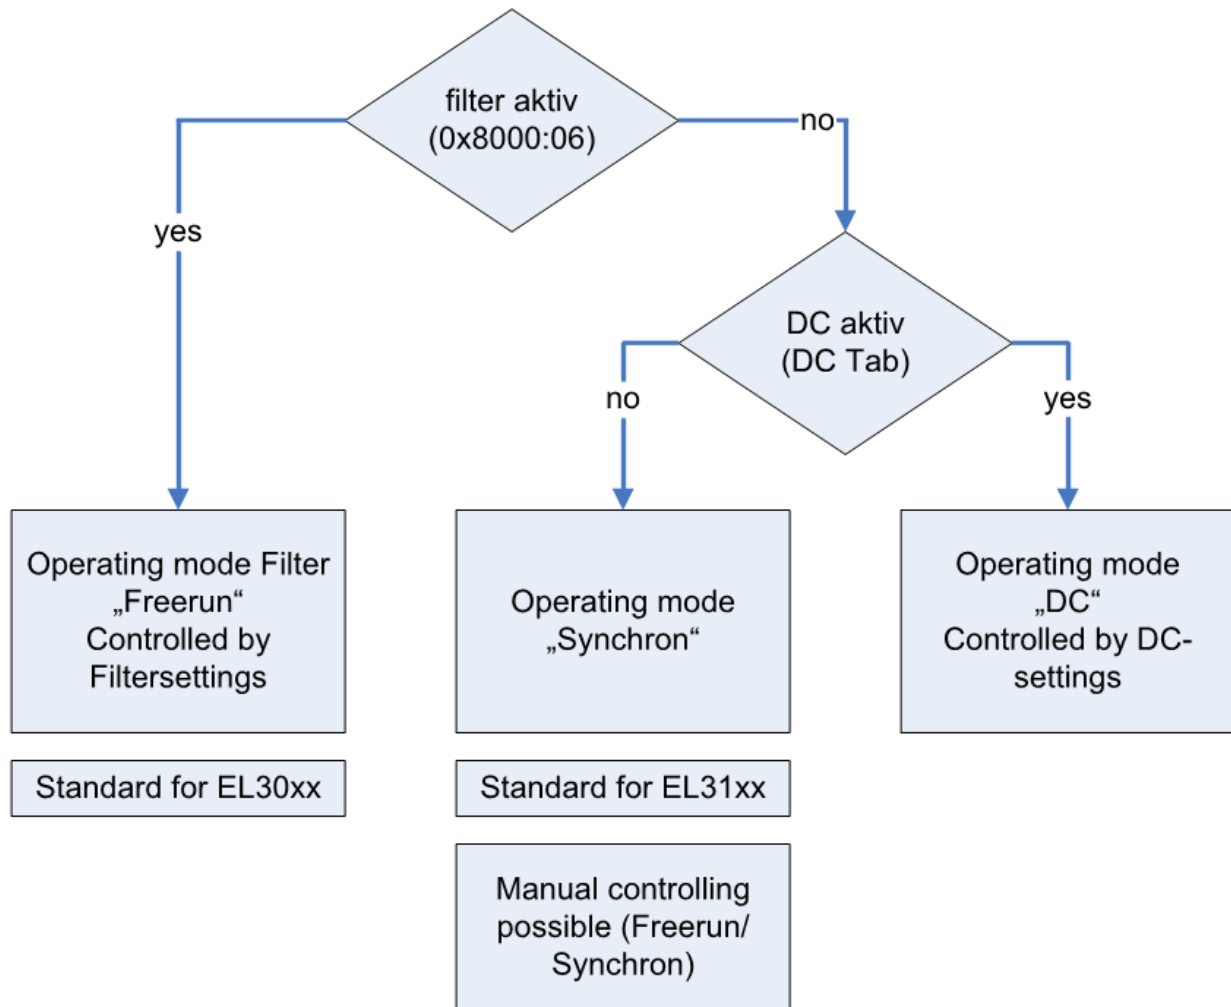 filter aktiv
(0x8000:06)
no
yes
DC aktiv
(DC Tab)
no
yes
Operating mode Filter
„Freerun“
Controlled by
Filtersettings
Operating mode
„Synchron“
Operating mode
„DC“
Controlled by DC-
settings
Standard for EL30xx
Standard for EL31xx
Manual controlling
possible (Freerun/
Synchron)